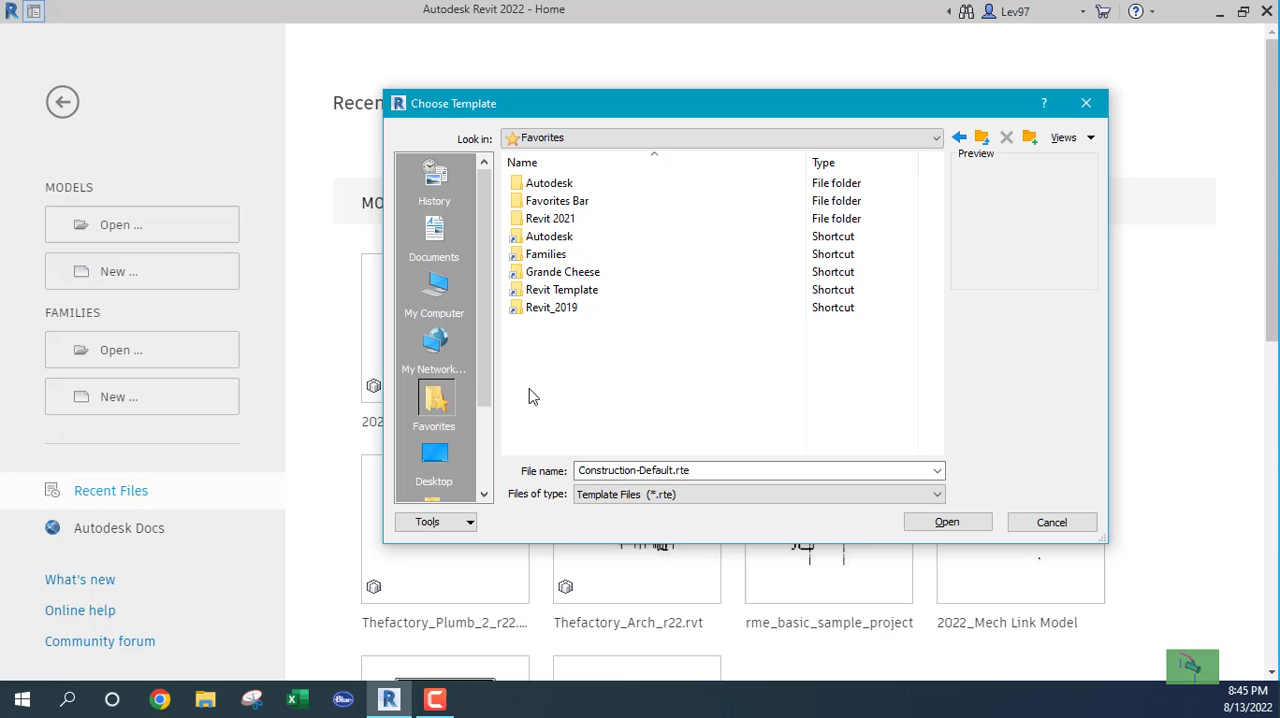 Autodesk Revit 2022 - Home
Lev97
Recen
Choose Template
Look in:
Favorites
Views
Name
Type
Preview
History
Documents
My Computer
My Network...
Favorites
Desktop
Autodesk File folder
Favorites Bar File folder
Revit 2021 File folder
Autodesk Shortcut
Families Shortcut
Grande Cheese Shortcut
Revit Template Shortcut
Revit_2019 Shortcut
File name: Construction-Default.rte
Files of type: Template Files (*.rte)
Tools
Open
Cancel
MODELS
Open ...
New ...
FAMILIES
Open ...
New ...
Recent Files
Autodesk Docs
What's new
Online help
Community forum
MO
202
Thefactory_Plumb_2_r22....
Thefactory_Arch_r22.rvt
rme_basic_sample_project
2022_Mech Link Model
Blue
8:45 PM
8/13/2022